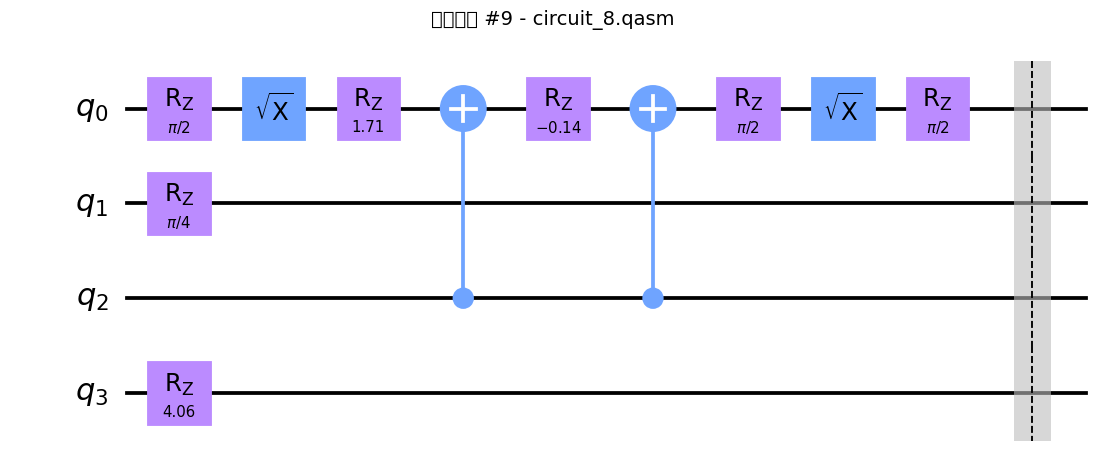 #9 - circuit_8.qasm
q0 RZ π/2 √X RZ 1.71 RZ −0.14 RZ π/2 √X RZ π/2
q1 RZ π/4
q2
q3 RZ 4.06